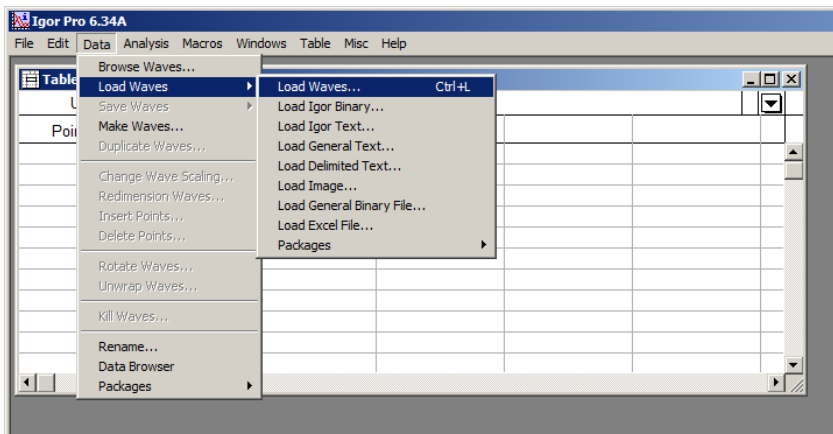 Igor Pro 6.34A
File Edit Data Analysis Macros Windows Table Misc Help
Table
U
Poi
Browse Waves...
Load Waves
Save Waves
Make Waves...
Duplicate Waves...
Change Wave Scaling...
Redimension Waves...
Insert Points...
Delete Points...
Rotate Waves...
Unwrap Waves...
Kill Waves...
Rename...
Data Browser
Packages
Load Waves... Ctrl+L
Load Igor Binary...
Load Igor Text...
Load General Text...
Load Delimited Text...
Load Image...
Load General Binary File...
Load Excel File...
Packages